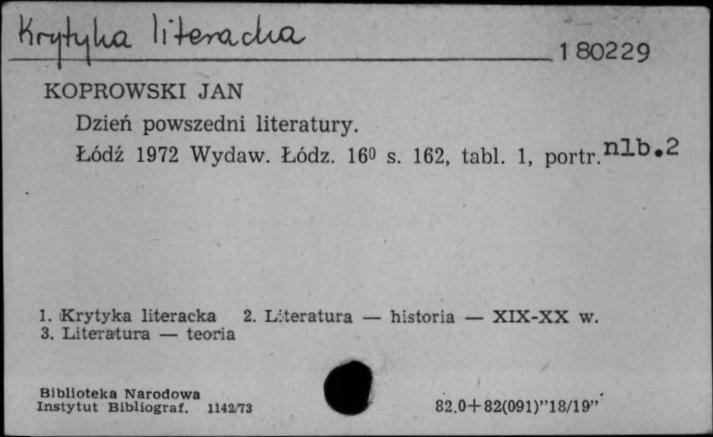 Krytyka literacka
180229
KOPROWSKI JAN
Dzień powszedni literatury.
Łódź 1972 Wydaw. Łódz. 16⁰ s. 162, tabl. 1, portr. nlb.2
1. Krytyka literacka 2. Literatura — historia — XIX-XX w.
3. Literatura — teoria
Biblioteka Narodowa
Instytut Bibliograf. 1142/73
82.0+82(091)"18/19"